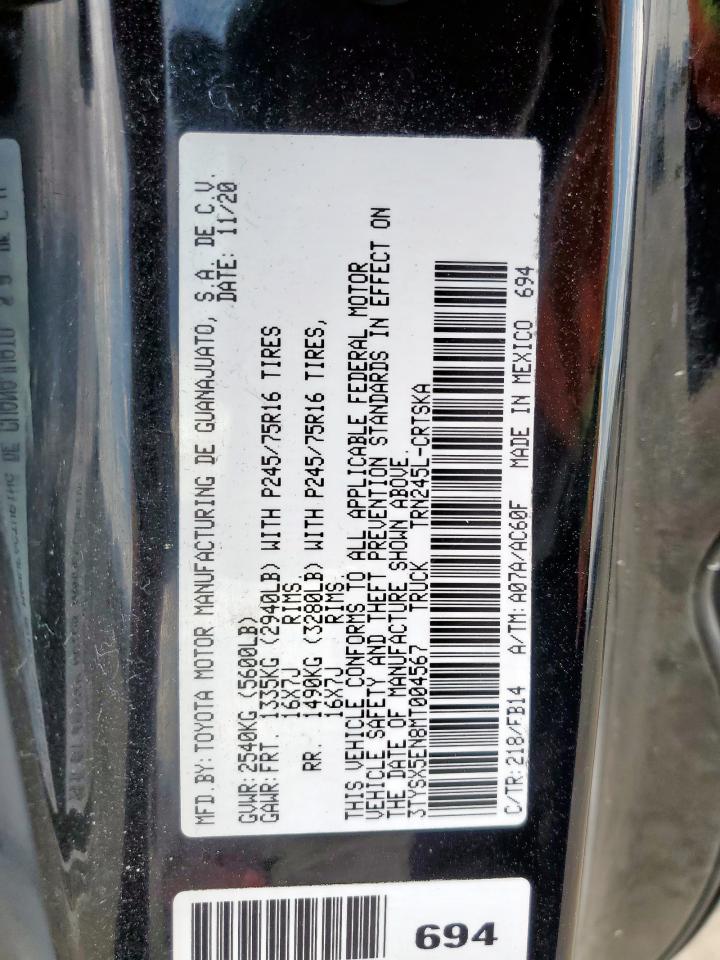 MFD.BY: TOYOTA MOTOR MANUFACTURING DE GUANAJUATO, S.A. DE C.V.
DATE: 11/20
GVWR: 2540KG (5600LB)
GAWR: FRT. 1335KG (2940LB) WITH P245/75R16 TIRES
16X7J RIMS
RR. 1490KG (3280LB) WITH P245/75R16 TIRES,
16X7J RIMS
THIS VEHICLE CONFORMS TO ALL APPLICABLE FEDERAL MOTOR
VEHICLE SAFETY AND THEFT PREVENTION STANDARDS IN EFFECT ON
THE DATE OF MANUFACTURE SHOWN ABOVE.
3TYSX5EN8MT004567 TRUCK TRN245L-CRTSKA
C/TR: 218/FB14 A/TM: A07A/AC60F MADE IN MEXICO 694
694